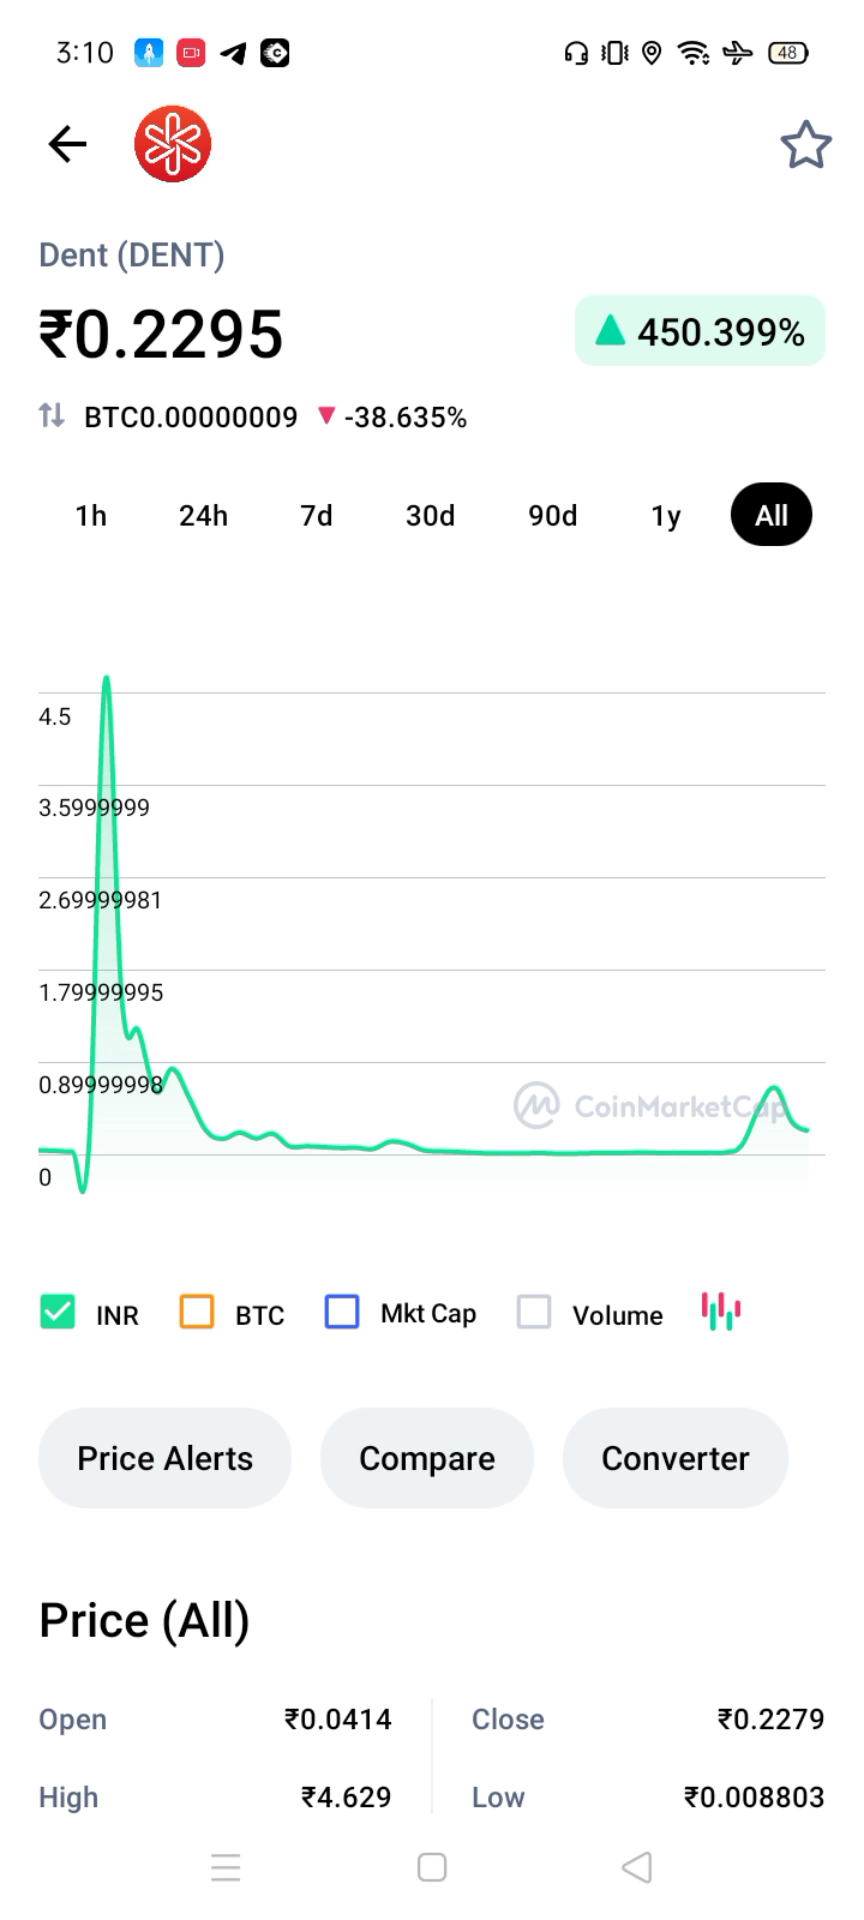 3:10 48
Dent (DENT)
₹0.2295 450.399%
BTC0.00000009 -38.635%
1h 24h 7d 30d 90d 1y All
4.5
3.5999999
2.69999981
1.79999995
0.89999998
CoinMarketCap
0
INR BTC Mkt Cap Volume
Price Alerts Compare Converter
Price (All)
Open ₹0.0414 Close ₹0.2279
High ₹4.629 Low ₹0.008803